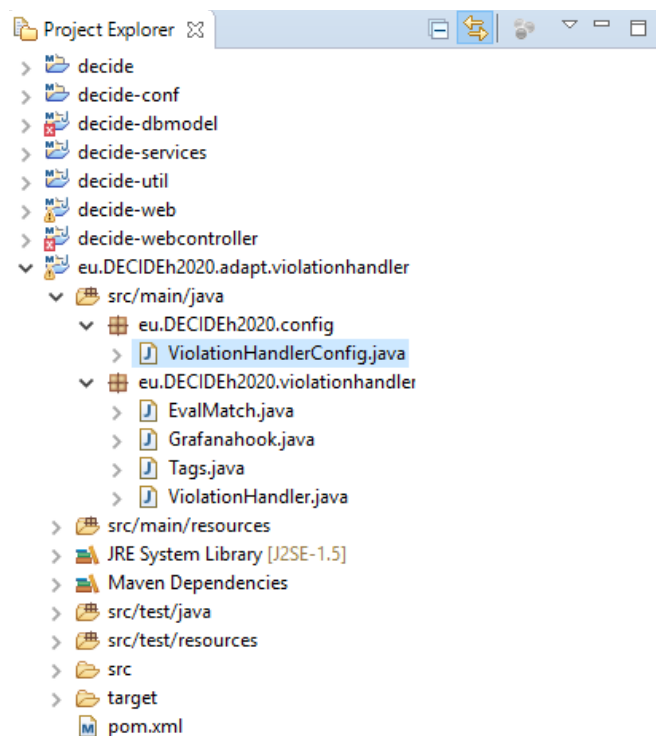 Project Explorer
decide
decide-conf
decide-dbmodel
decide-services
decide-util
decide-web
decide-webcontroller
eu.DECIDEh2020.adapt.violationhandler
src/main/java
eu.DECIDEh2020.config
ViolationHandlerConfig.java
eu.DECIDEh2020.violationhandler
EvalMatch.java
Grafanahook.java
Tags.java
ViolationHandler.java
src/main/resources
JRE System Library [J2SE-1.5]
Maven Dependencies
src/test/java
src/test/resources
src
target
pom.xml